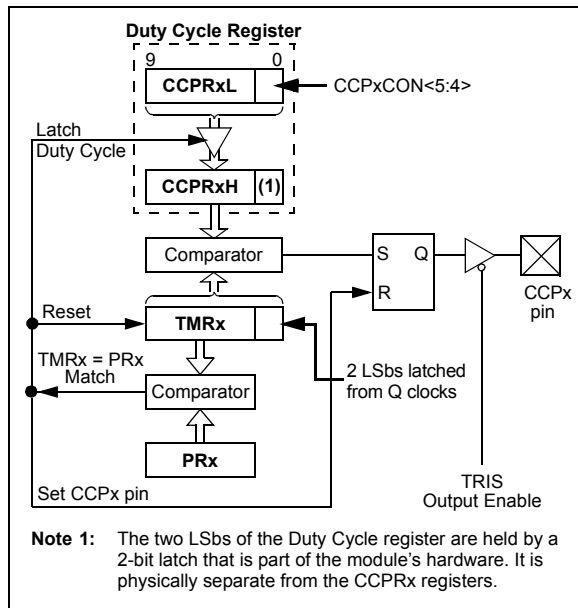 Duty Cycle Register
9 0
CCPRxL
CCPxCON<5:4>
Latch
Duty Cycle
CCPRxH (1)
Comparator
S Q
R
CCPx
pin
Reset
TMRx
TMRx = PRx
Match
2 LSbs latched
from Q clocks
Comparator
PRx
Set CCPx pin
TRIS
Output Enable
Note 1: The two LSbs of the Duty Cycle register are held by a
2-bit latch that is part of the module's hardware. It is
physically separate from the CCPRx registers.